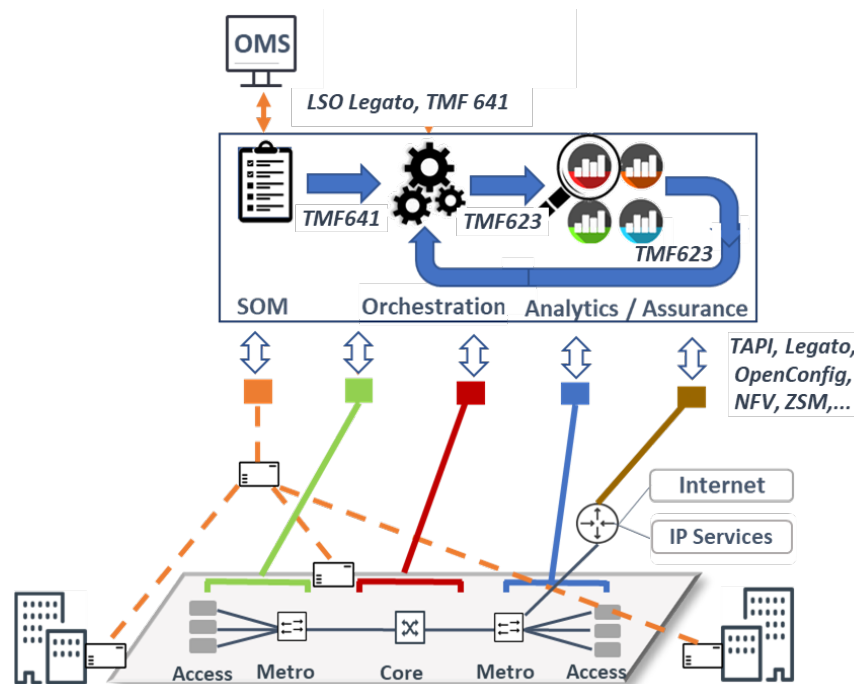 OMS
LSO Legato, TMF 641
TMF641
TMF623
TMF623
SOM
Orchestration
Analytics / Assurance
TAPI, Legato,
OpenConfig,
NFV, ZSM,...
Internet
IP Services
Access
Metro
Core
Metro
Access